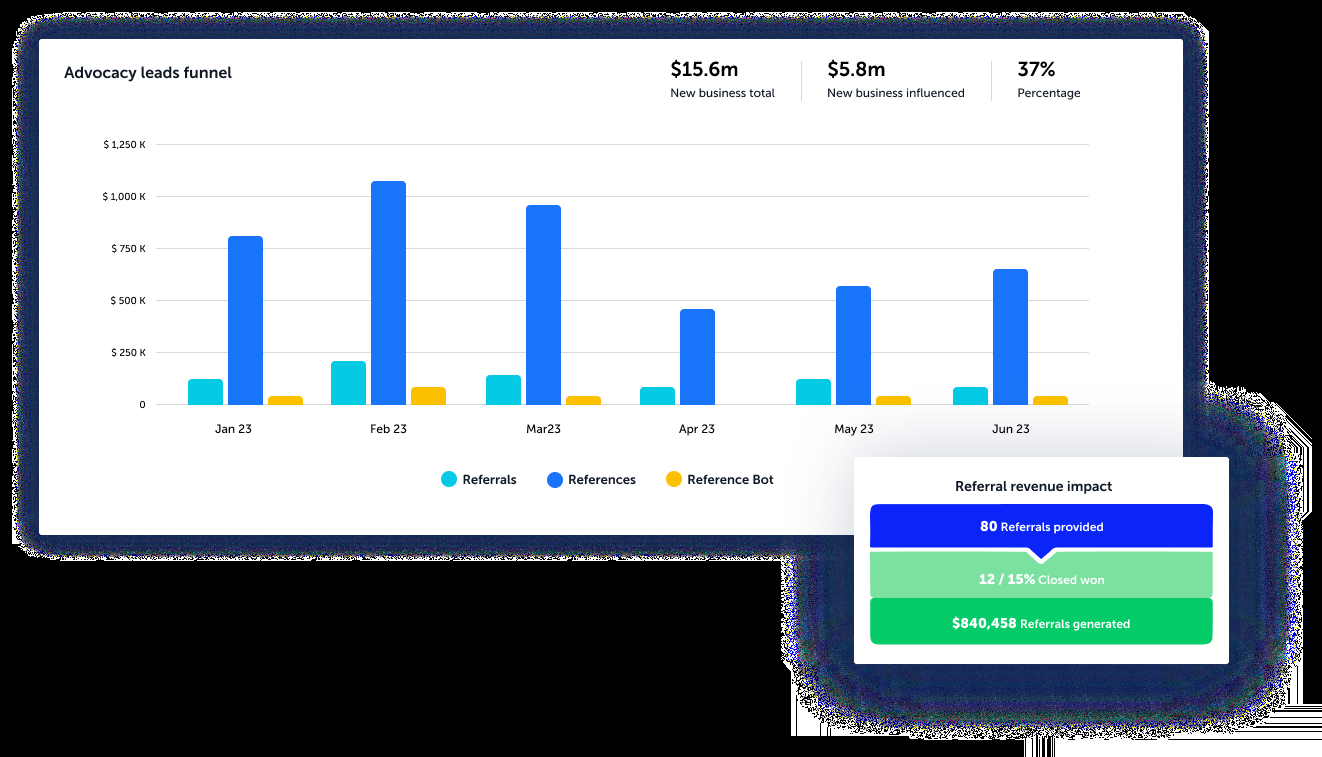 Advocacy leads funnel
$15.6m
New business total
$5.8m
New business influenced
37%
Percentage
$ 1,250 K
$ 1,000 K
$ 750 K
$ 500 K
$ 250 K
0
Jan 23
Feb 23
Mar23
Apr 23
May 23
Jun 23
Referrals
References
Reference Bot
Referral revenue impact
80 Referrals provided
12 / 15% Closed won
$840,458 Referrals generated